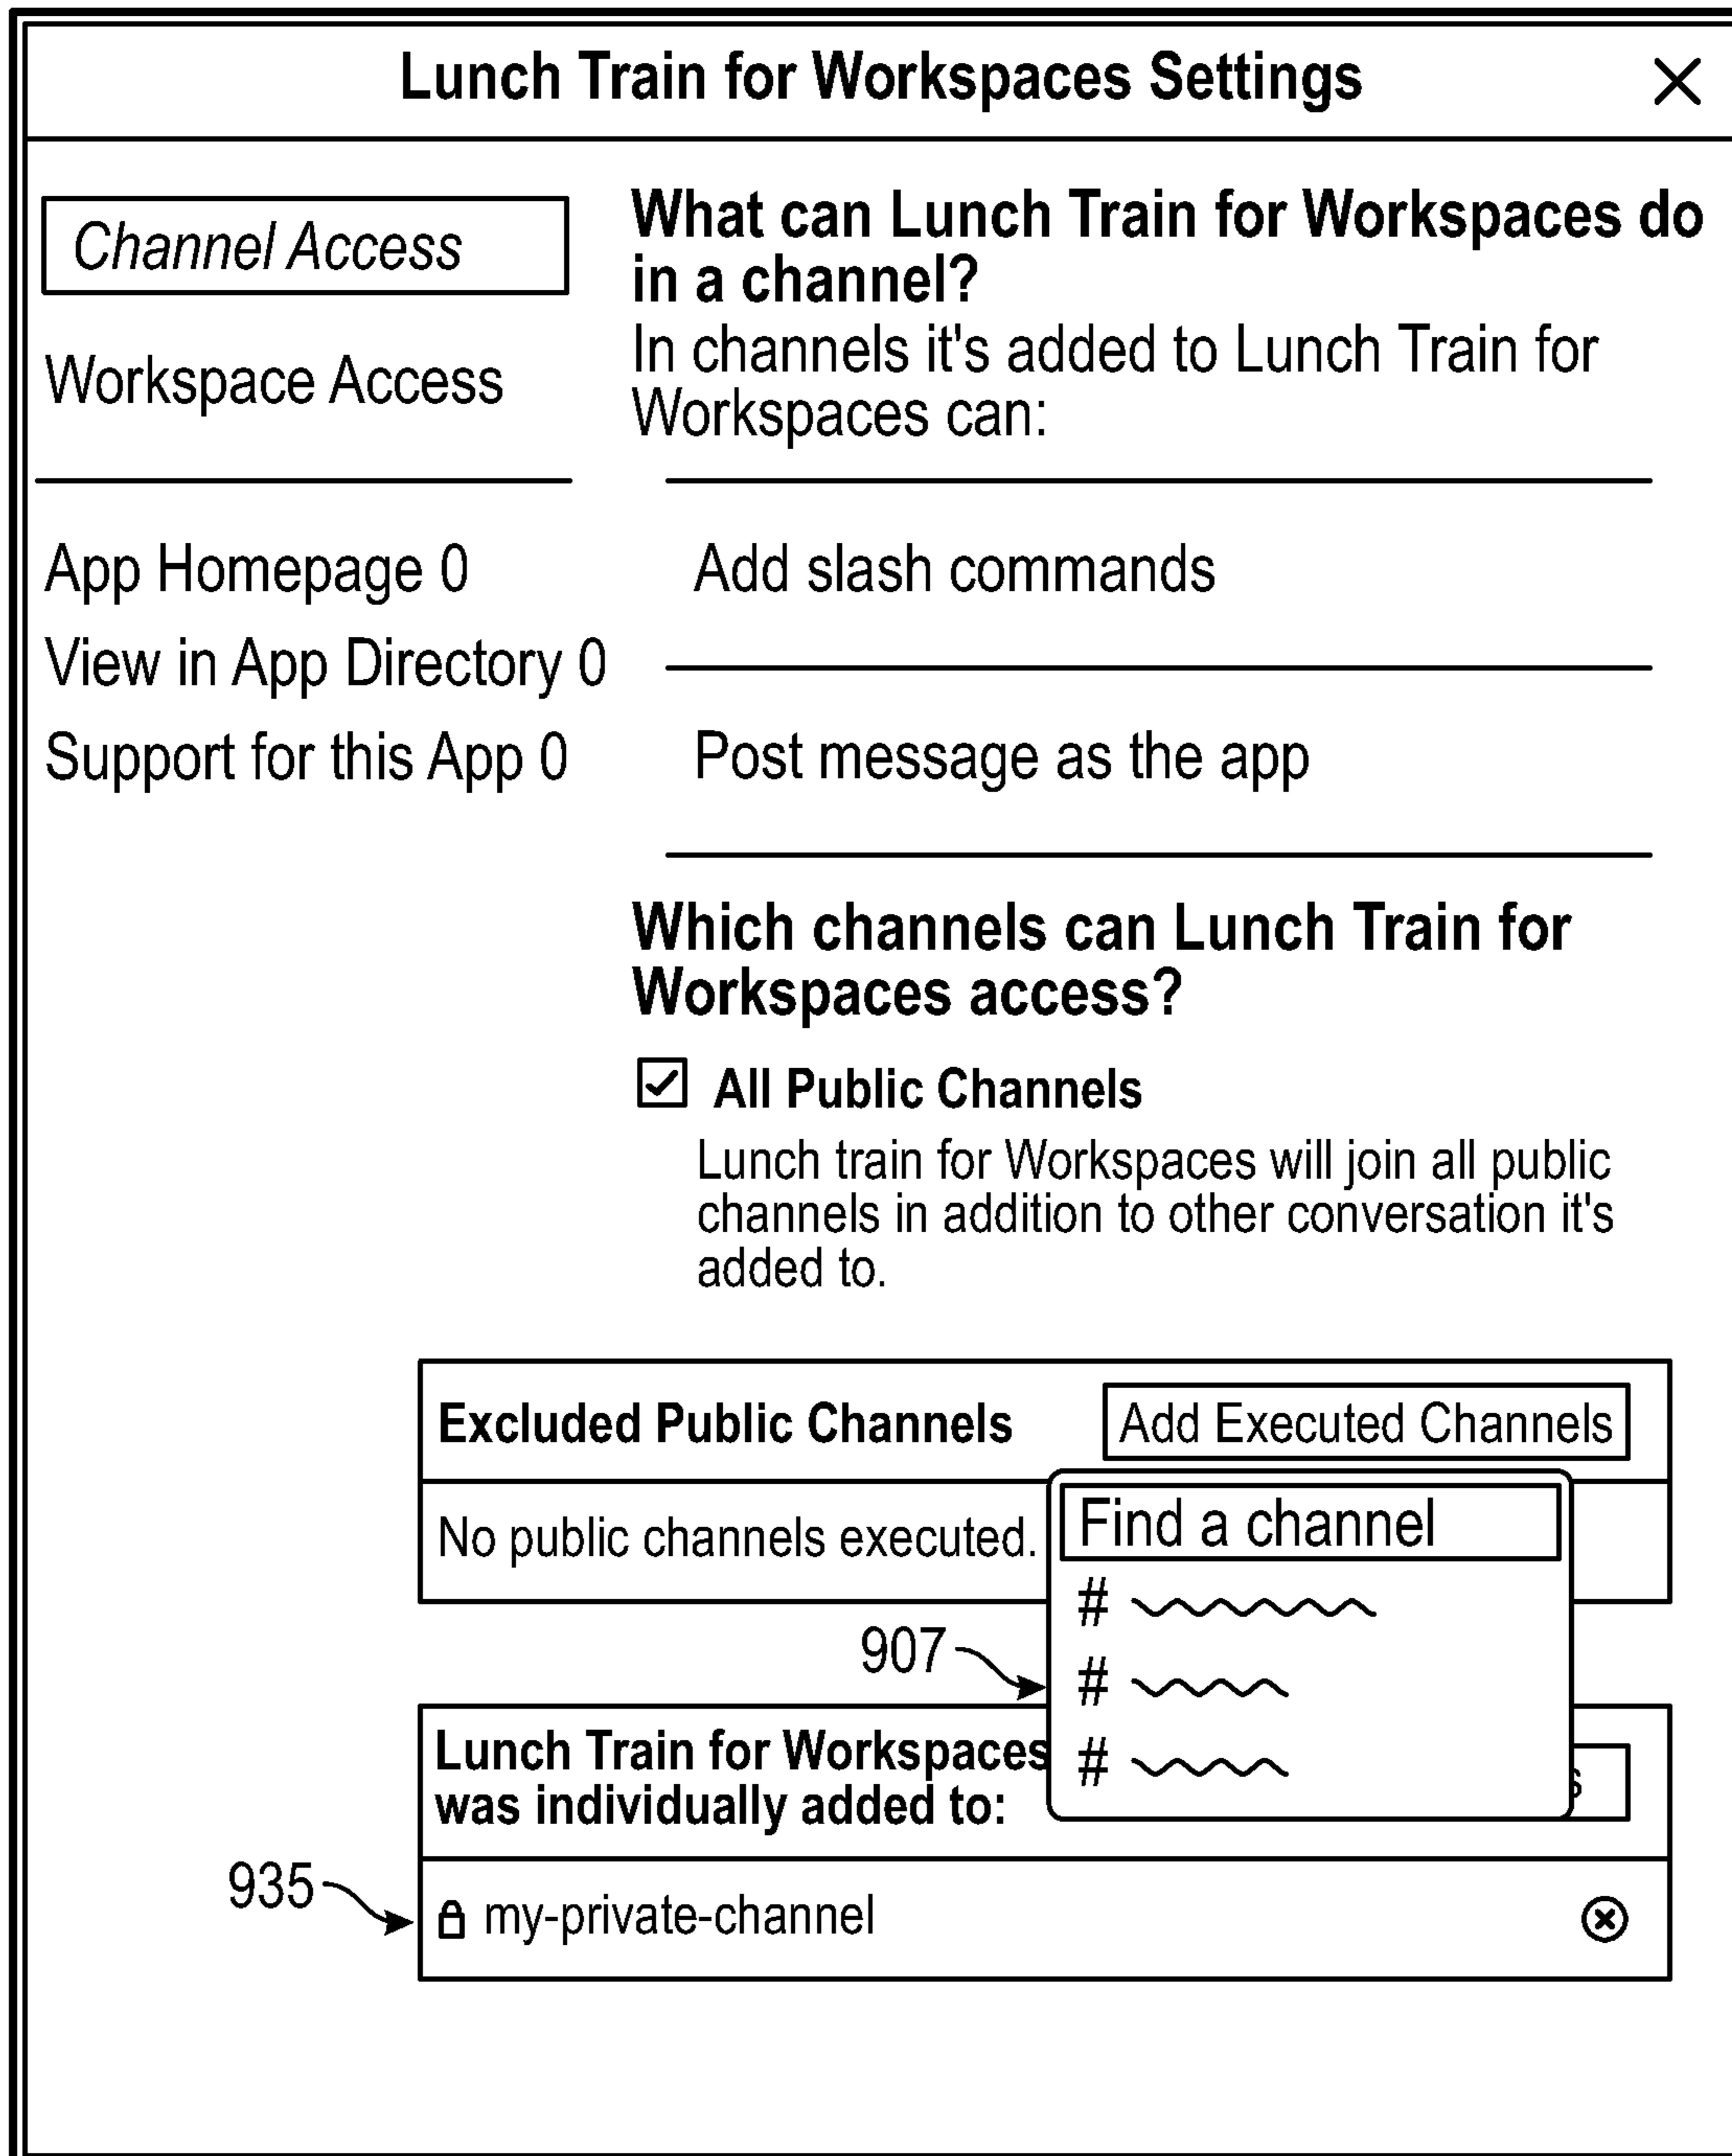 Lunch Train for Workspaces Settings
Channel Access
Workspace Access
App Homepage 0
View in App Directory 0
Support for this App 0
What can Lunch Train for Workspaces do
in a channel?
In channels it's added to Lunch Train for
Workspaces can:
Add slash commands
Post message as the app
Which channels can Lunch Train for
Workspaces access?
All Public Channels
Lunch train for Workspaces will join all public
channels in addition to other conversation it's
added to.
Excluded Public Channels
Add Executed Channels
No public channels executed.
Find a channel
#
#
#
907
Lunch Train for Workspaces
was individually added to:
935
my-private-channel